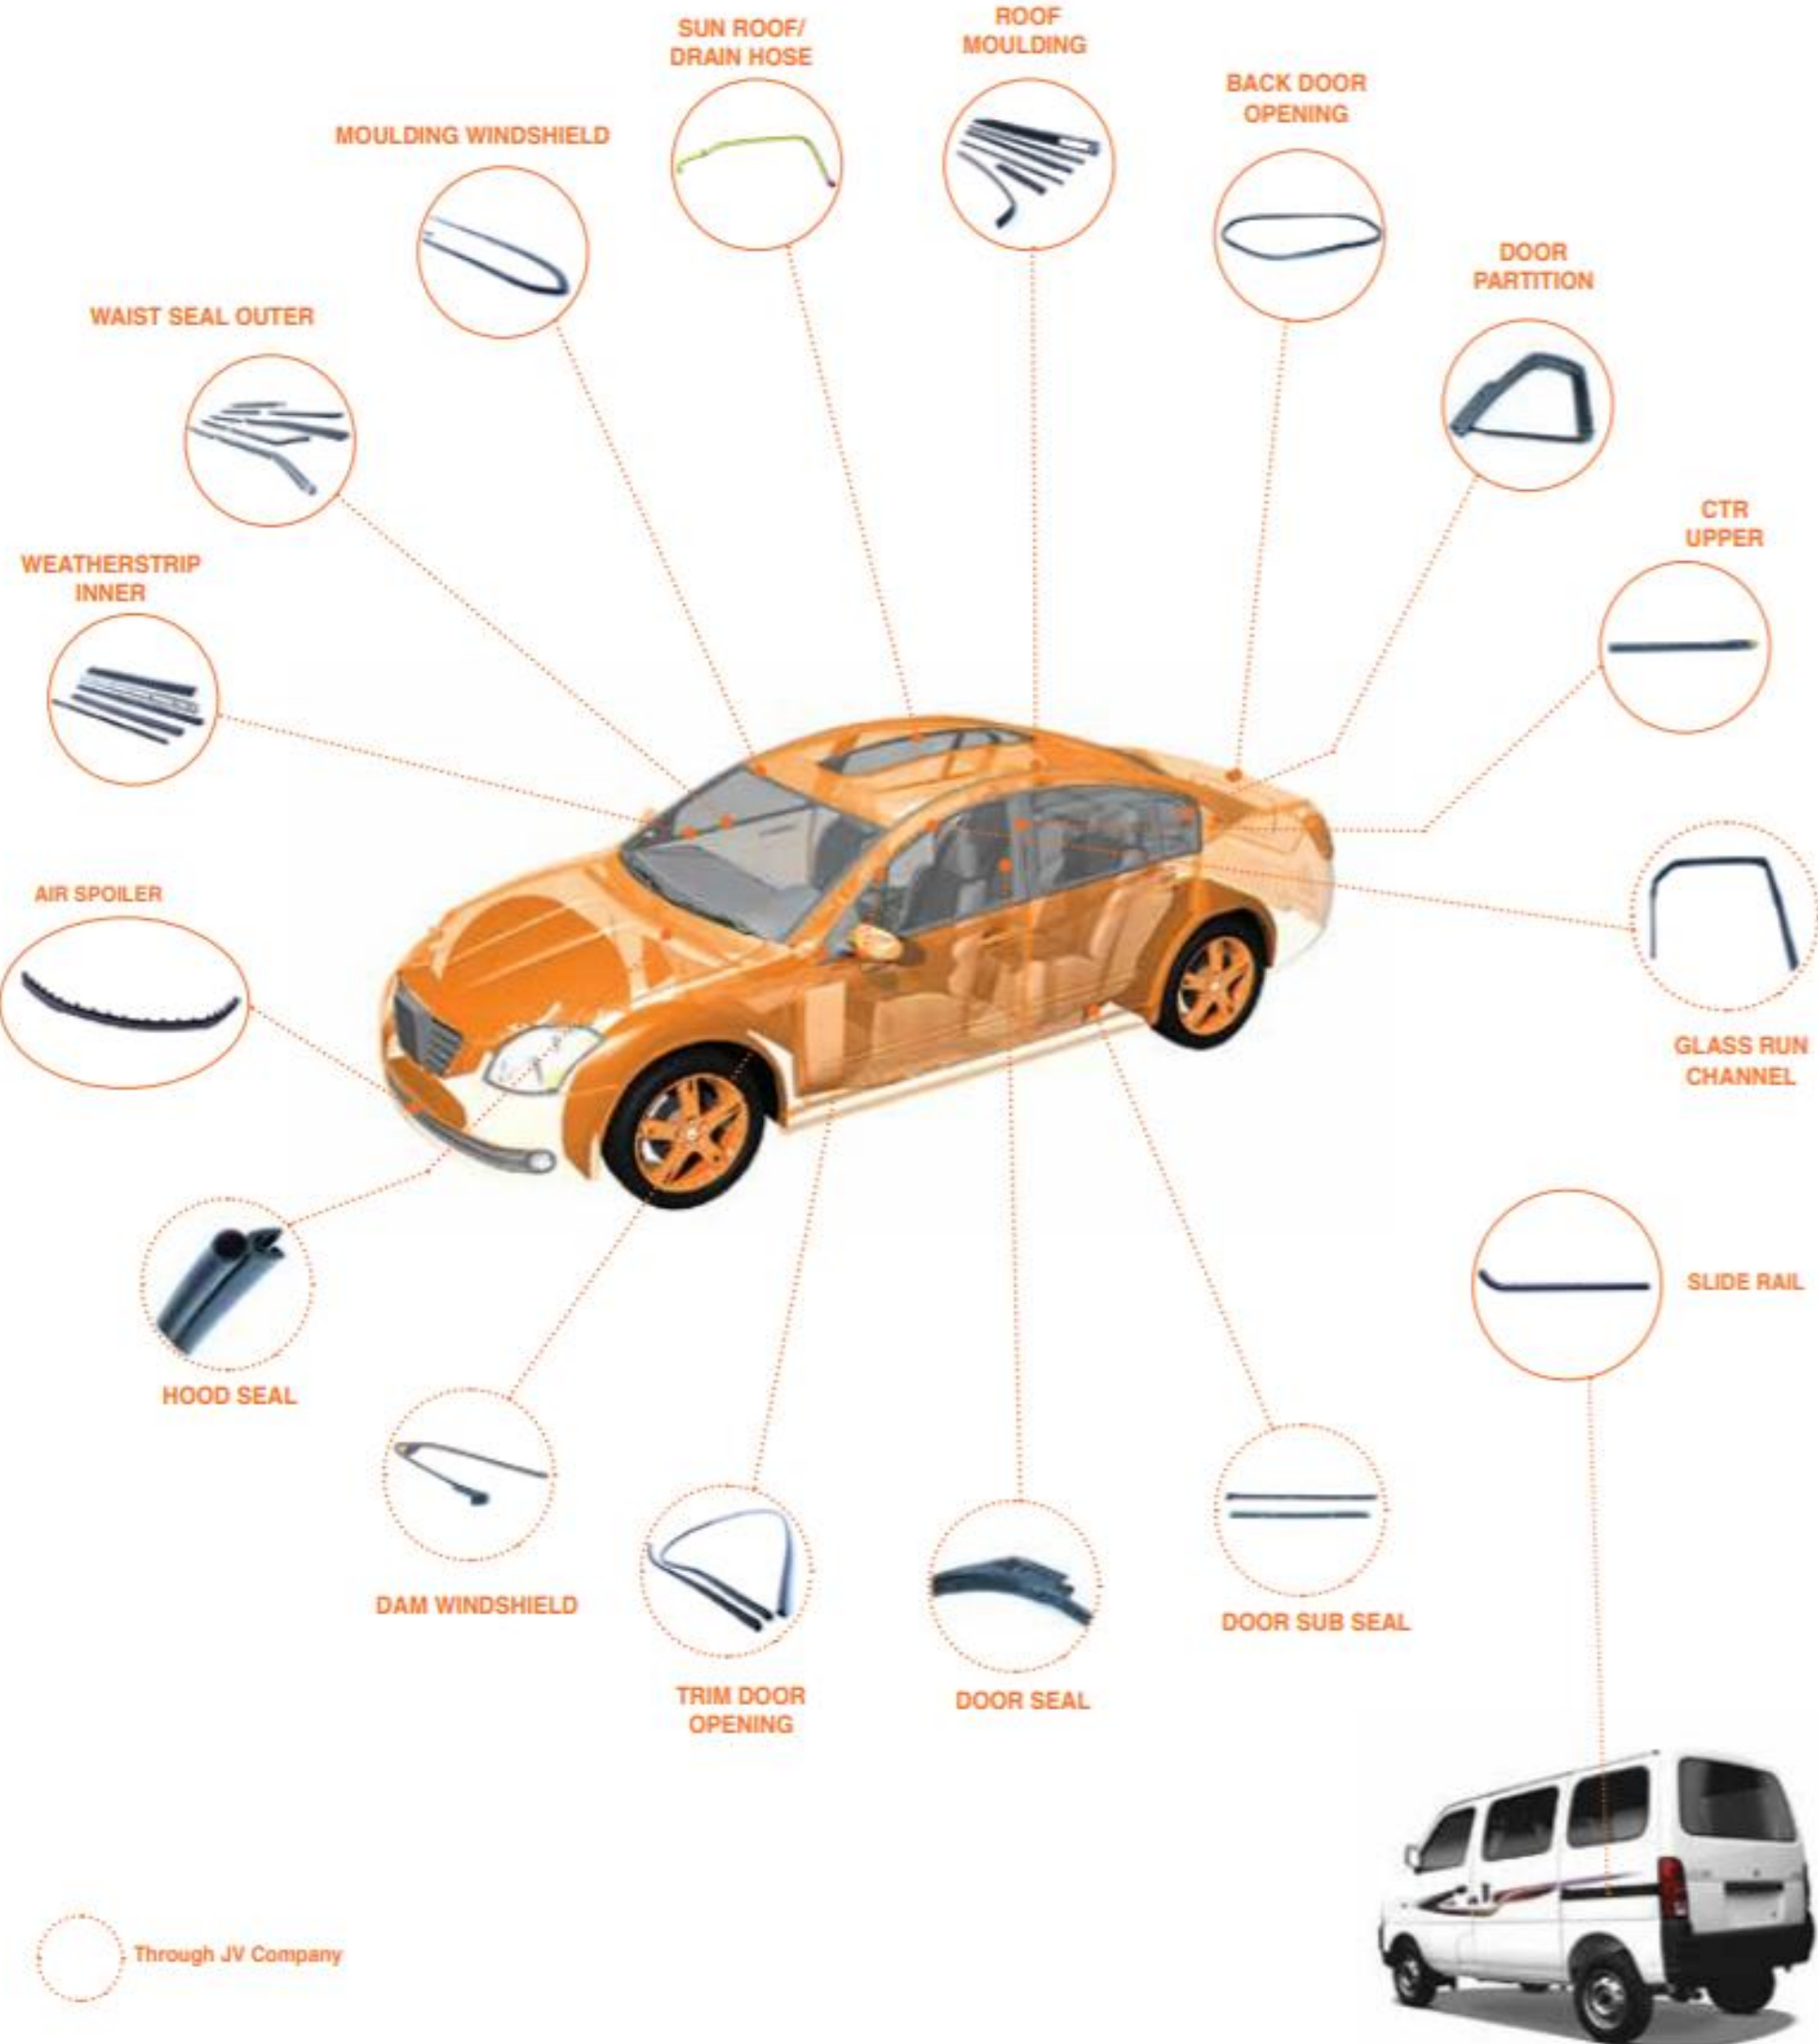 SUN ROOF/
DRAIN HOSE
ROOF
MOULDING
BACK DOOR
OPENING
MOULDING WINDSHIELD
DOOR
PARTITION
WAIST SEAL OUTER
CTR
UPPER
WEATHERSTRIP
INNER
AIR SPOILER
GLASS RUN
CHANNEL
SLIDE RAIL
HOOD SEAL
DAM WINDSHIELD
DOOR SUB SEAL
TRIM DOOR
OPENING
DOOR SEAL
Through JV Company